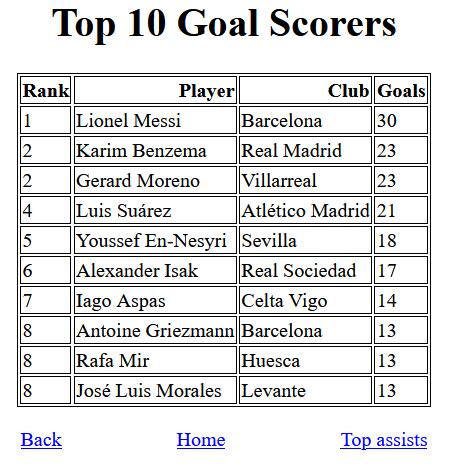 Top 10 Goal Scorers
Rank Player Club Goals
1 Lionel Messi Barcelona 30
2 Karim Benzema Real Madrid 23
2 Gerard Moreno Villarreal 23
4 Luis Suárez Atlético Madrid 21
5 Youssef En-Nesyri Sevilla 18
6 Alexander Isak Real Sociedad 17
7 Iago Aspas Celta Vigo 14
8 Antoine Griezmann Barcelona 13
8 Rafa Mir Huesca 13
8 José Luis Morales Levante 13
Back Home Top assists